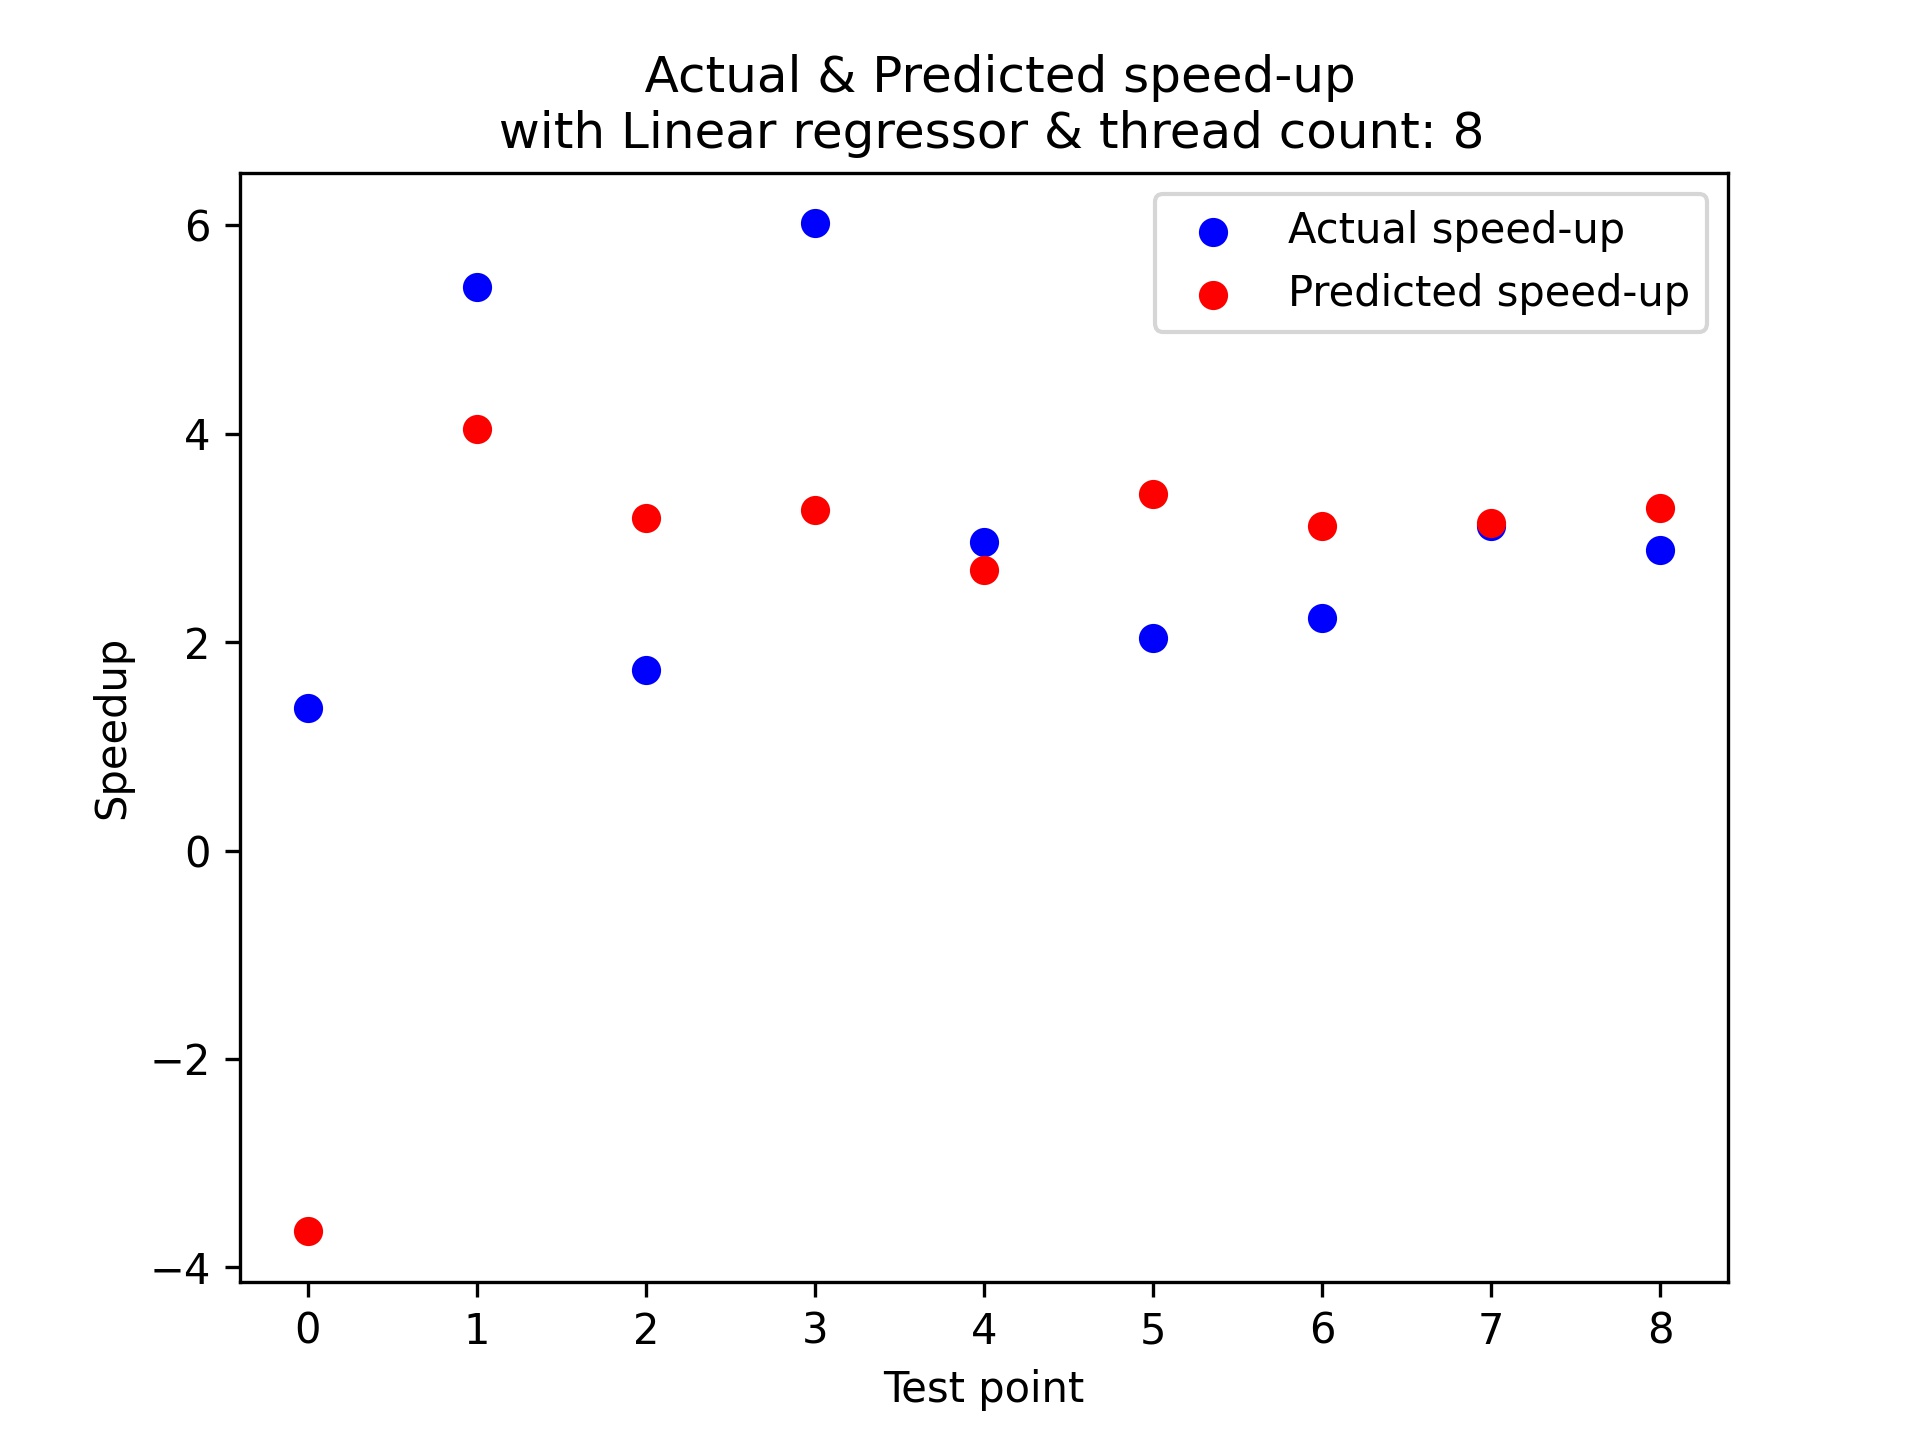 Actual & Predicted speed-up
with Linear regressor & thread count: 8
Actual speed-up
Predicted speed-up
Speedup
6
4
2
0
−2
−4
0 1 2 3 4 5 6 7 8
Test point